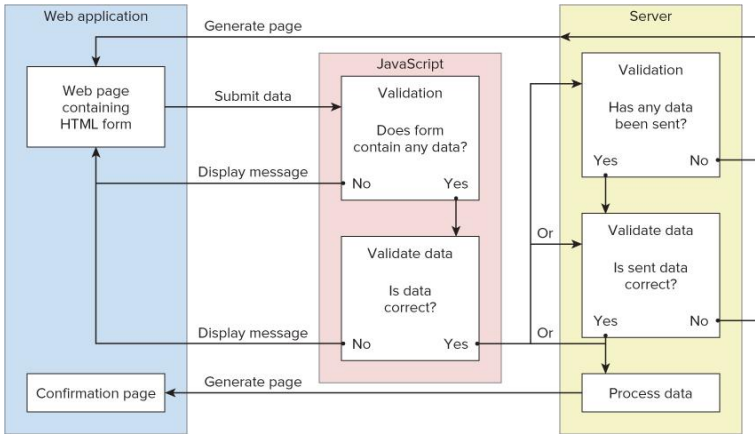 Web application
Server
Generate page
JavaScript
Web page
containing
HTML form
Submit data
Validation
Does form
contain any data?
No
Yes
Validation
Has any data
been sent?
Yes
No
Display message
Or
Validate data
Is data
correct?
No
Yes
Validate data
Is sent data
correct?
Yes
No
Display message
Or
Generate page
Confirmation page
Process data